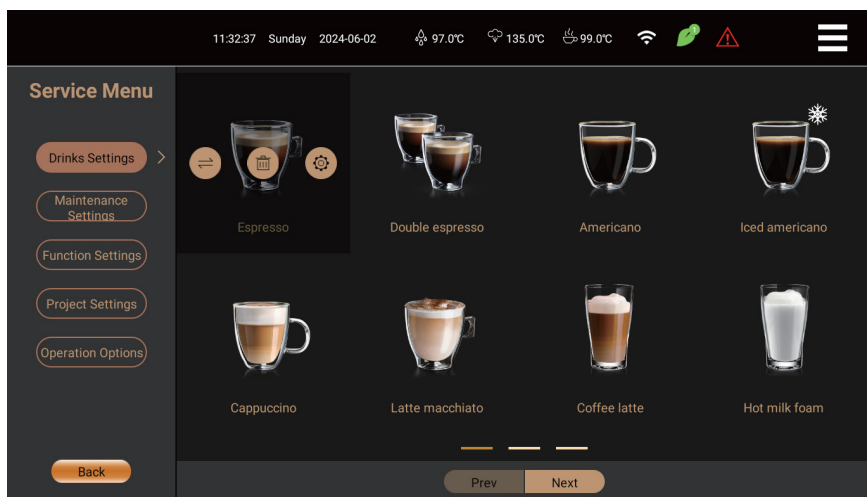 11:32:37 Sunday 2024-06-02 97.0℃ 135.0℃ 99.0℃ 1
Service Menu
Drinks Settings
Maintenance
Settings
Function Settings
Project Settings
Operation Options
Back
Espresso Double espresso Americano Iced americano
Cappuccino Latte macchiato Coffee latte Hot milk foam
Prev Next